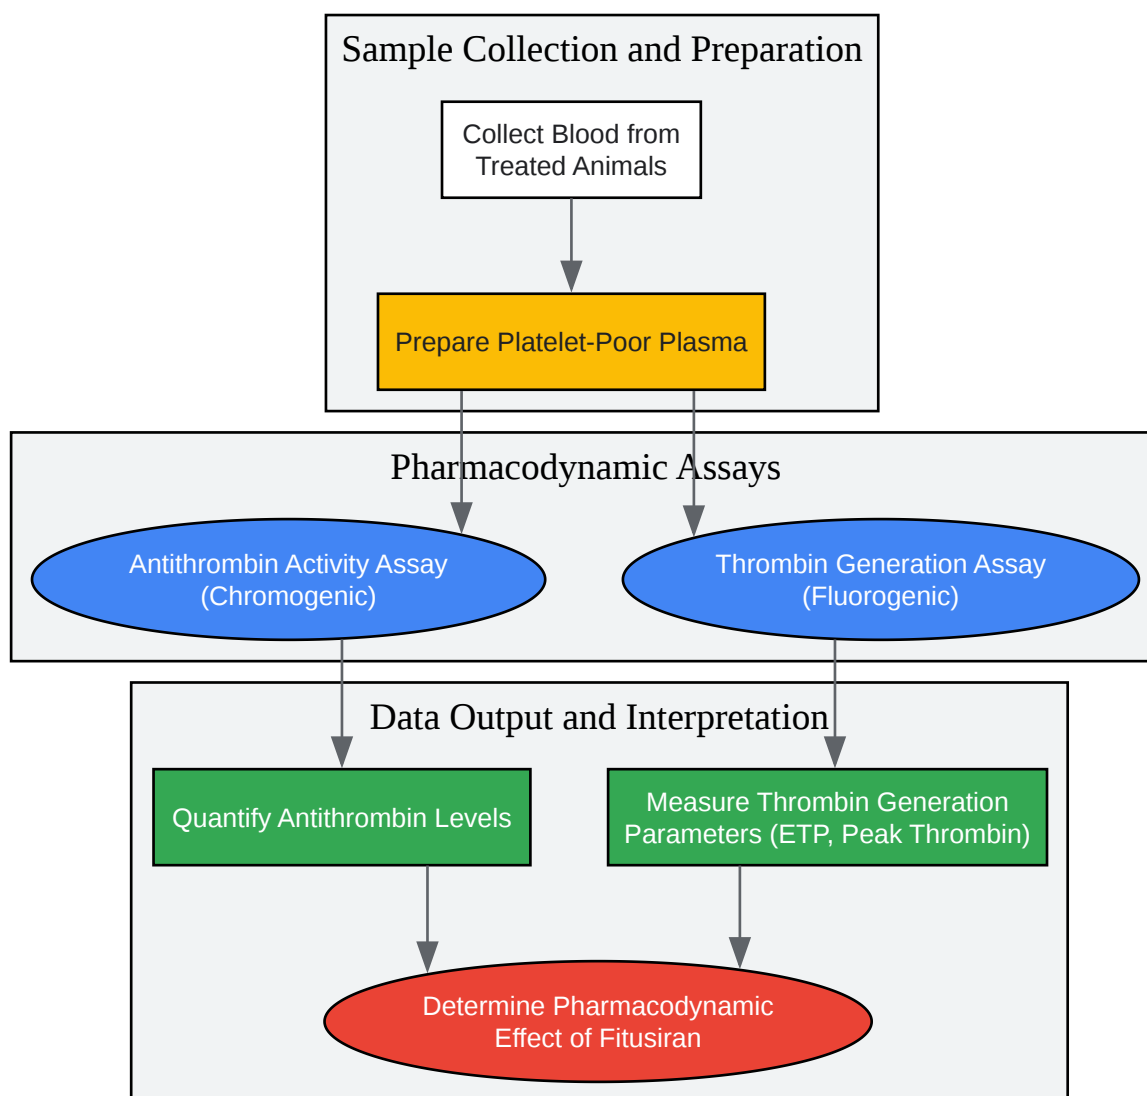 Sample Collection and Preparation
Collect Blood from
Treated Animals
Prepare Platelet-Poor Plasma
Pharmacodynamic Assays
Antithrombin Activity Assay
(Chromogenic)
Thrombin Generation Assay
(Fluorogenic)
Data Output and Interpretation
Quantify Antithrombin Levels
Measure Thrombin Generation
Parameters (ETP, Peak Thrombin)
Determine Pharmacodynamic
Effect of Fitusiran